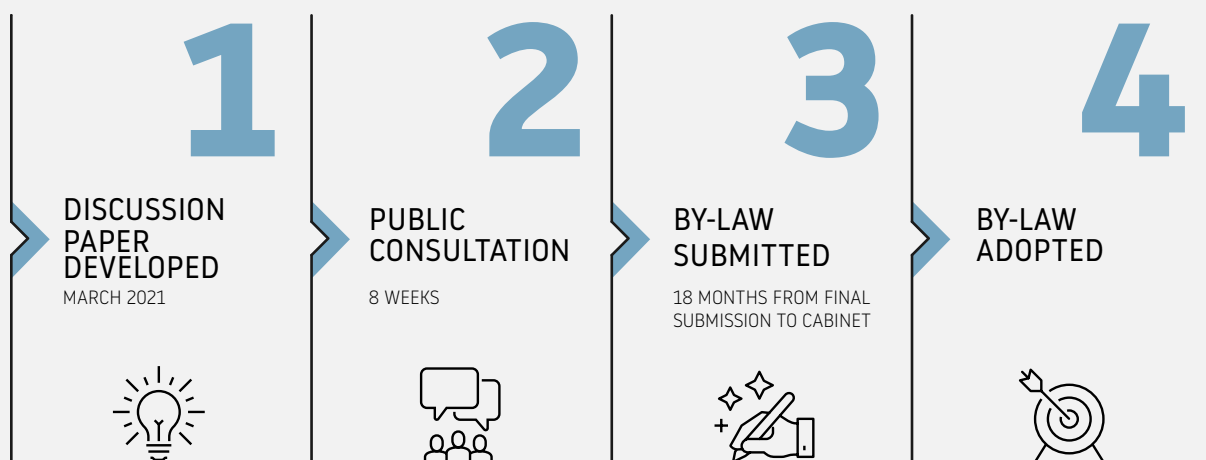 1
DISCUSSION
PAPER
DEVELOPED
MARCH 2021
2
PUBLIC
CONSULTATION
8 WEEKS
3
BY-LAW
SUBMITTED
18 MONTHS FROM FINAL
SUBMISSION TO CABINET
4
BY-LAW
ADOPTED